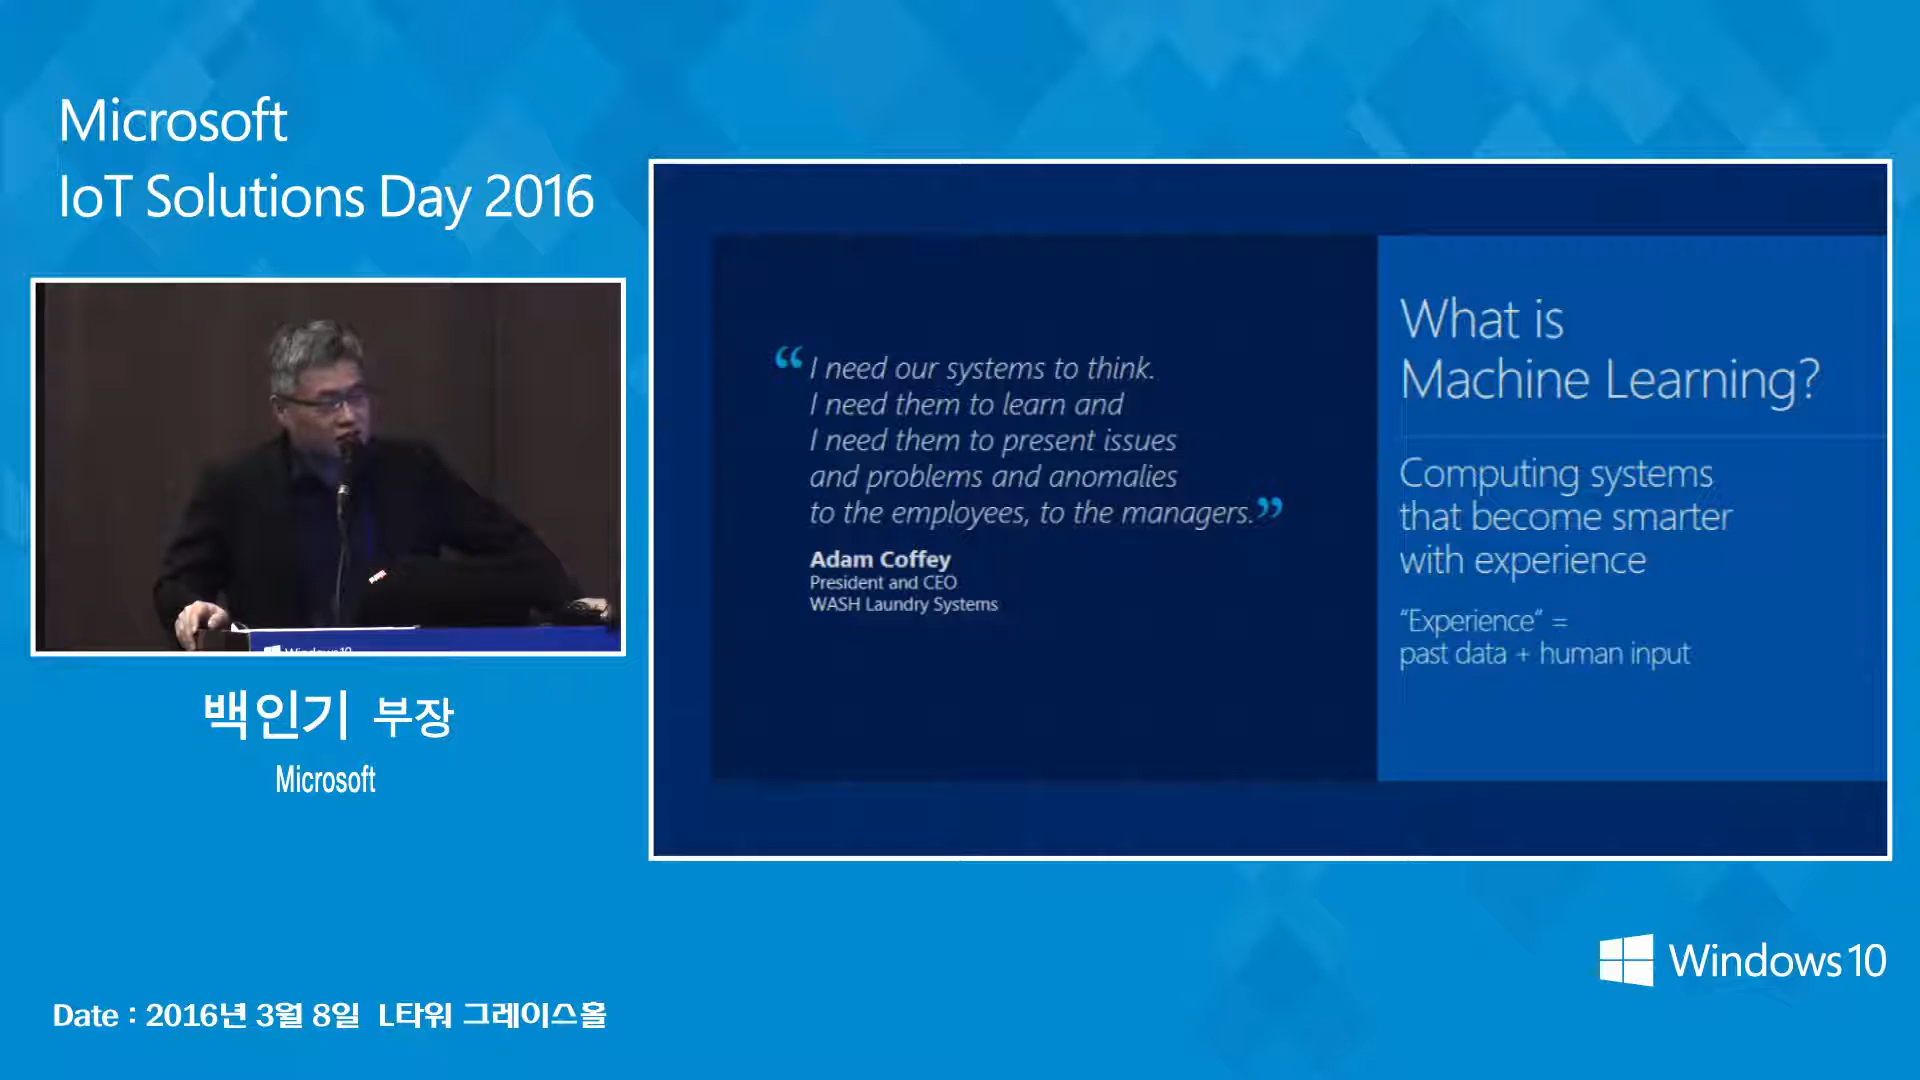 Microsoft
IoT Solutions Day 2016
“ I need our systems to think.
I need them to learn and
I need them to present issues
and problems and anomalies
to the employees, to the managers.”
Adam Coffey
President and CEO
WASH Laundry Systems
What is
Machine Learning?
Computing systems
that become smarter
with experience
“Experience” =
past data + human input
Windows10
백인기 부장
Microsoft
Windows10
Date : 2016년 3월 8일 L타워 그레이스홀